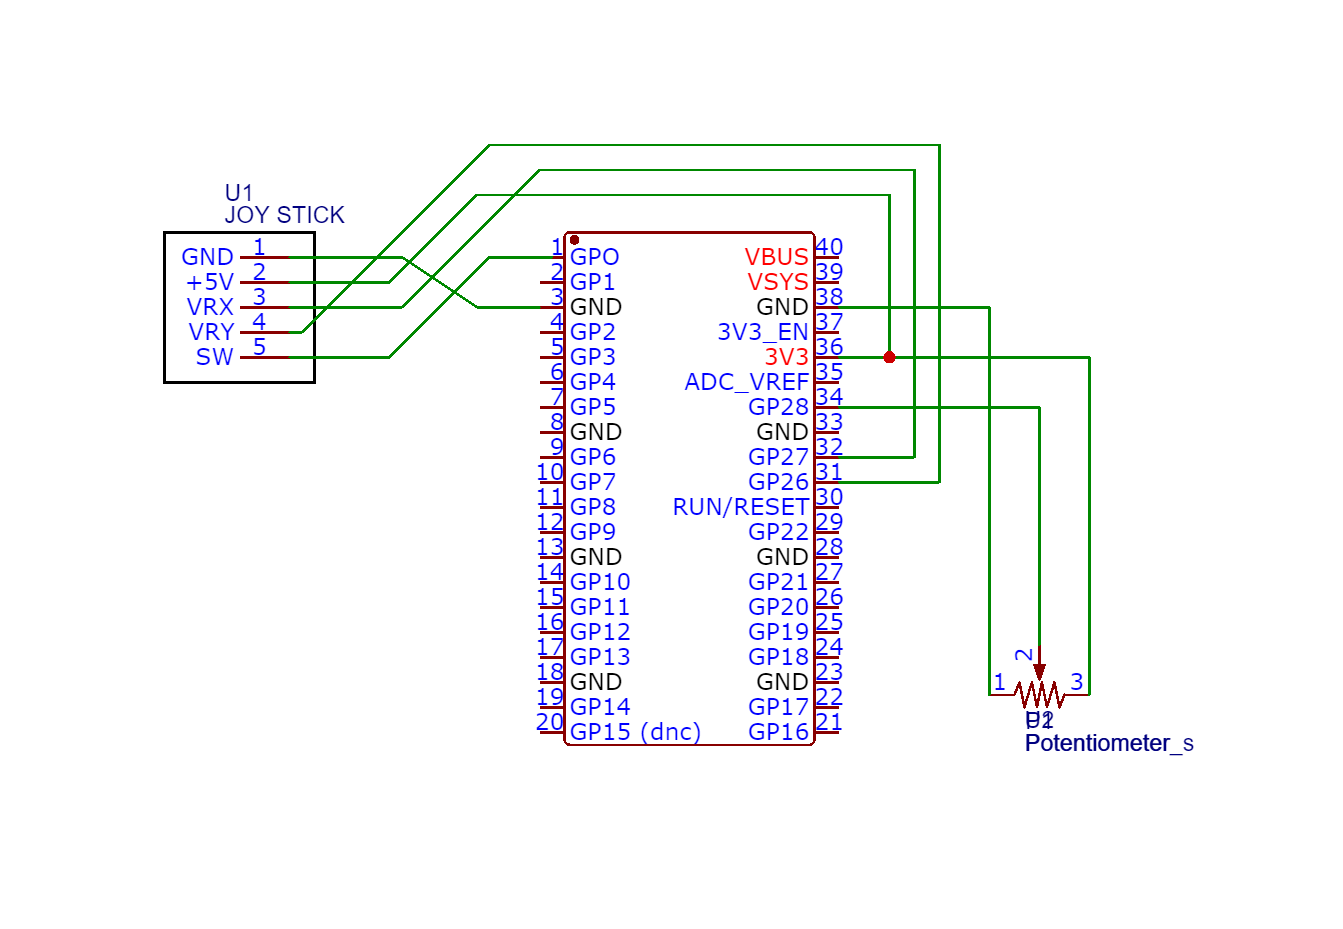 U1
JOY STICK
GND 1
+5V 2
VRX 3
VRY 4
SW 5
1 GPO
2 GP1
3 GND
4 GP2
5 GP3
6 GP4
7 GP5
8 GND
9 GP6
10 GP7
11 GP8
12 GP9
13 GND
14 GP10
15 GP11
16 GP12
17 GP13
18 GND
19 GP14
20 GP15 (dnc)
VBUS 40
VSYS 39
GND 38
3V3_EN 37
3V3 36
ADC_VREF 35
GP28 34
GND 33
GP27 32
GP26 31
RUN/RESET 30
GP22 29
GND 28
GP21 27
GP20 26
GP19 25
GP18 24
GND 23
GP17 22
GP16 21
2
1 3
Potentiometer_s